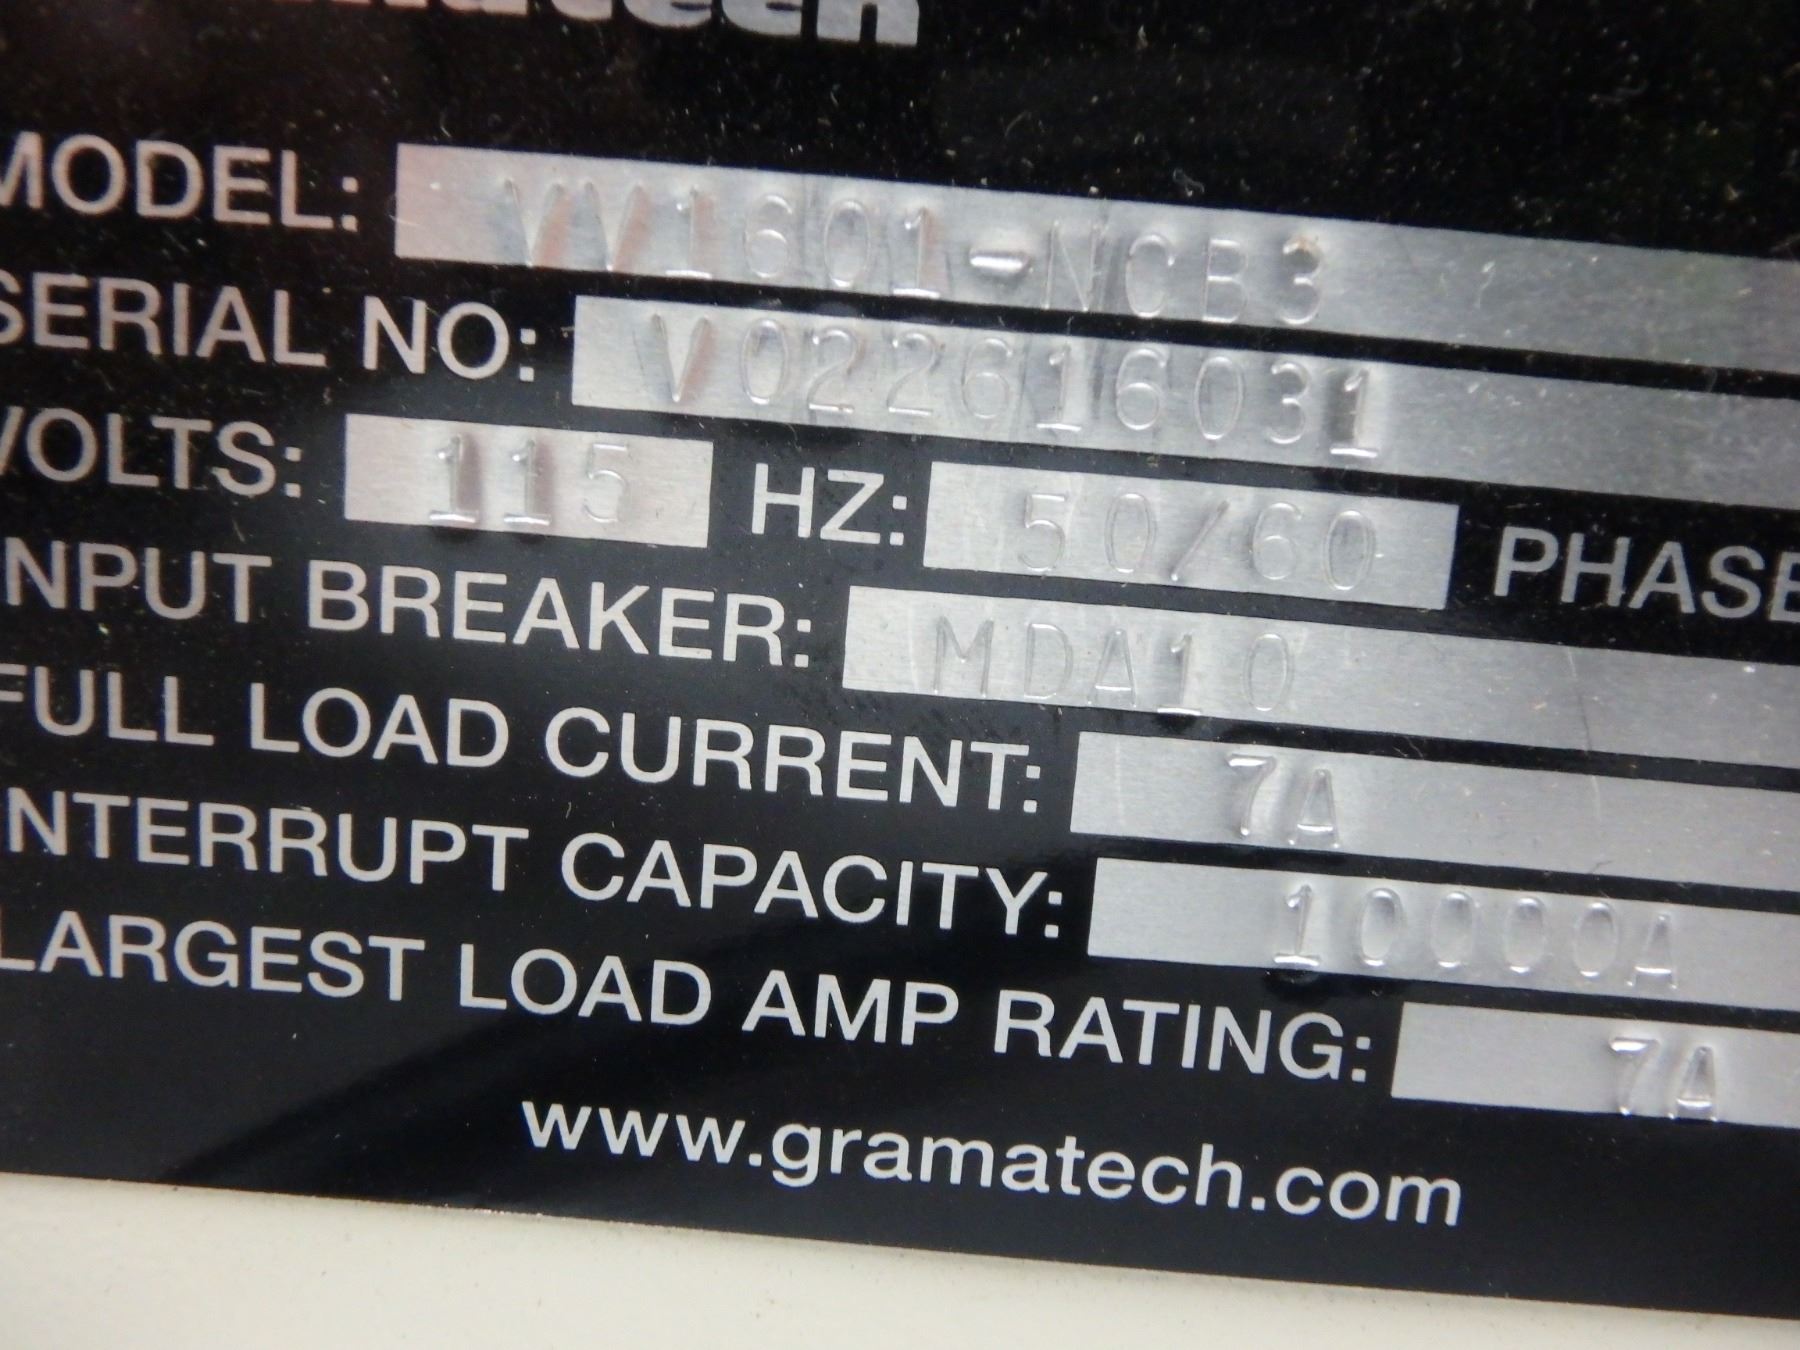 MODEL: VV1601-NCB3
SERIAL NO: V022616031
VOLTS: 115 HZ: 50/60 PHASE
INPUT BREAKER: MDA10
FULL LOAD CURRENT: 7A
INTERRUPT CAPACITY: 10000A
LARGEST LOAD AMP RATING: 7A
www.gramatech.com